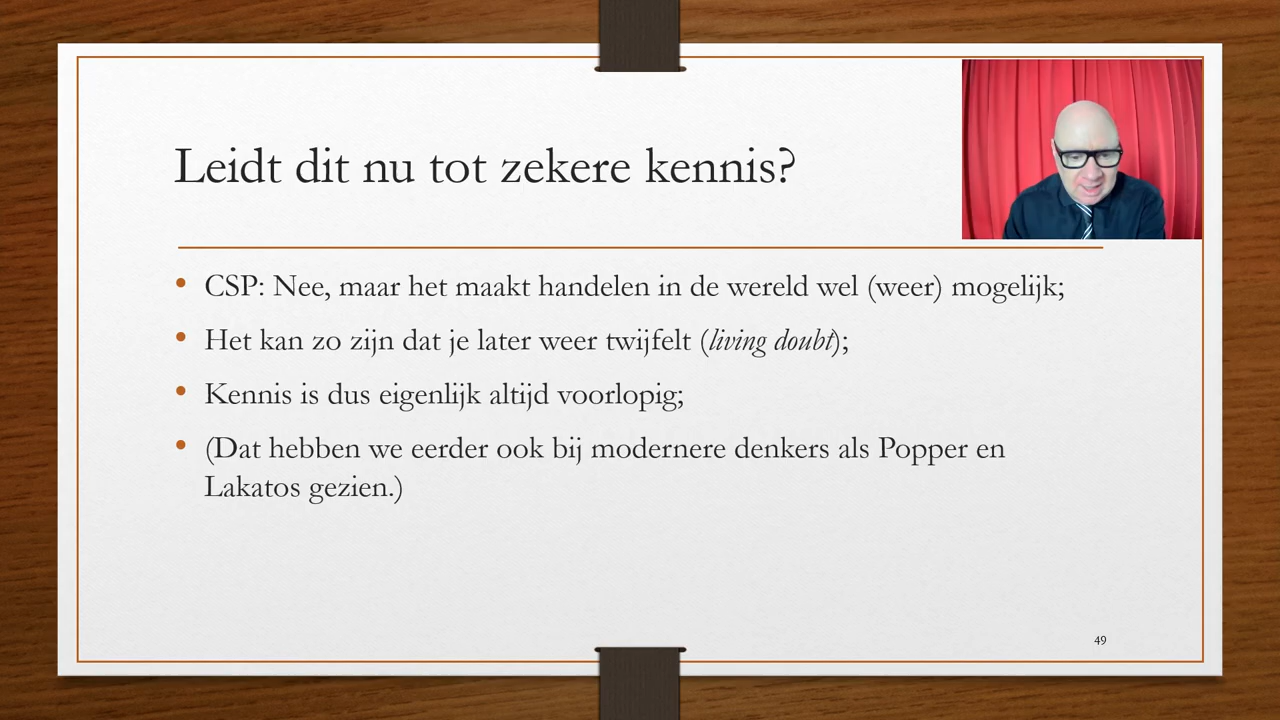 Leidt dit nu tot zekere kennis?
• CSP: Nee, maar het maakt handelen in de wereld wel (weer) mogelijk;
• Het kan zo zijn dat je later weer twijfelt (living doubt);
• Kennis is dus eigenlijk altijd voorlopig;
• (Dat hebben we eerder ook bij modernere denkers als Popper en
Lakatos gezien.)
49